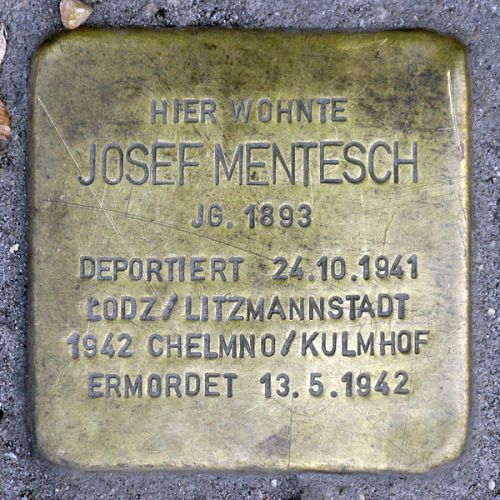 HIER WOHNTE
JOSEF MENTESCH
JG. 1893
DEPORTIERT 24.10.1941
ŁODZ/LITZMANNSTADT
1942 CHELMNO/KULMHOF
ERMORDET 13.5.1942